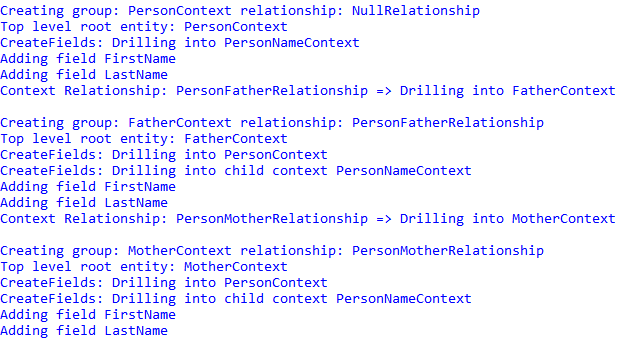 Creating group: PersonContext relationship: NullRelationship
Top level root entity: PersonContext
CreateFields: Drilling into PersonNameContext
Adding field FirstName
Adding field LastName
Context Relationship: PersonFatherRelationship => Drilling into FatherContext
Creating group: FatherContext relationship: PersonFatherRelationship
Top level root entity: FatherContext
CreateFields: Drilling into PersonContext
CreateFields: Drilling into child context PersonNameContext
Adding field FirstName
Adding field LastName
Context Relationship: PersonMotherRelationship => Drilling into MotherContext
Creating group: MotherContext relationship: PersonMotherRelationship
Top level root entity: MotherContext
CreateFields: Drilling into PersonContext
CreateFields: Drilling into child context PersonNameContext
Adding field FirstName
Adding field LastName